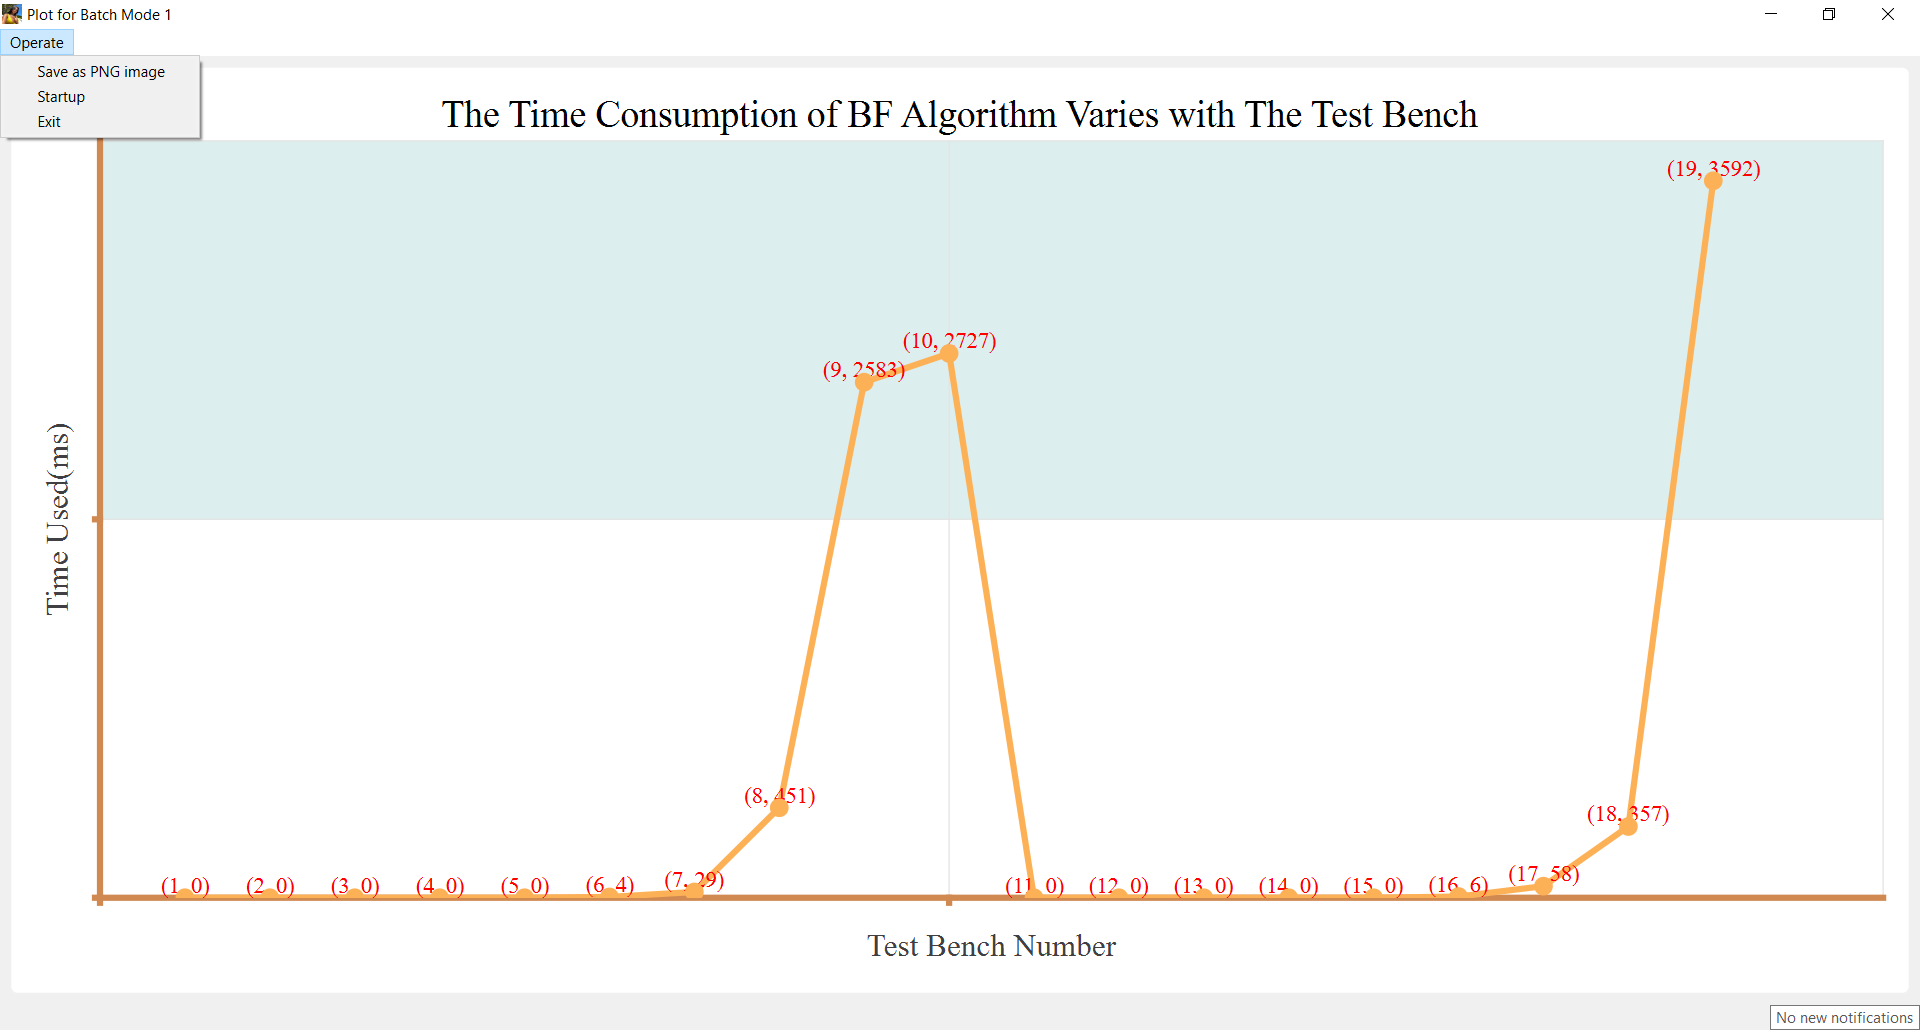 Plot for Batch Mode 1
Operate
Save as PNG image
Startup
Exit
The Time Consumption of BF Algorithm Varies with The Test Bench
(19, 3592)
(10, 2727)
(9, 2583)
Time Used(ms)
(8, 451)
(18, 357)
(1, 0) (2, 0) (3, 0) (4, 0) (5, 0) (6, 4) (7, 29) (11, 0) (12, 0) (13, 0) (14, 0) (15, 0) (16, 6) (17, 58)
Test Bench Number
No new notifications